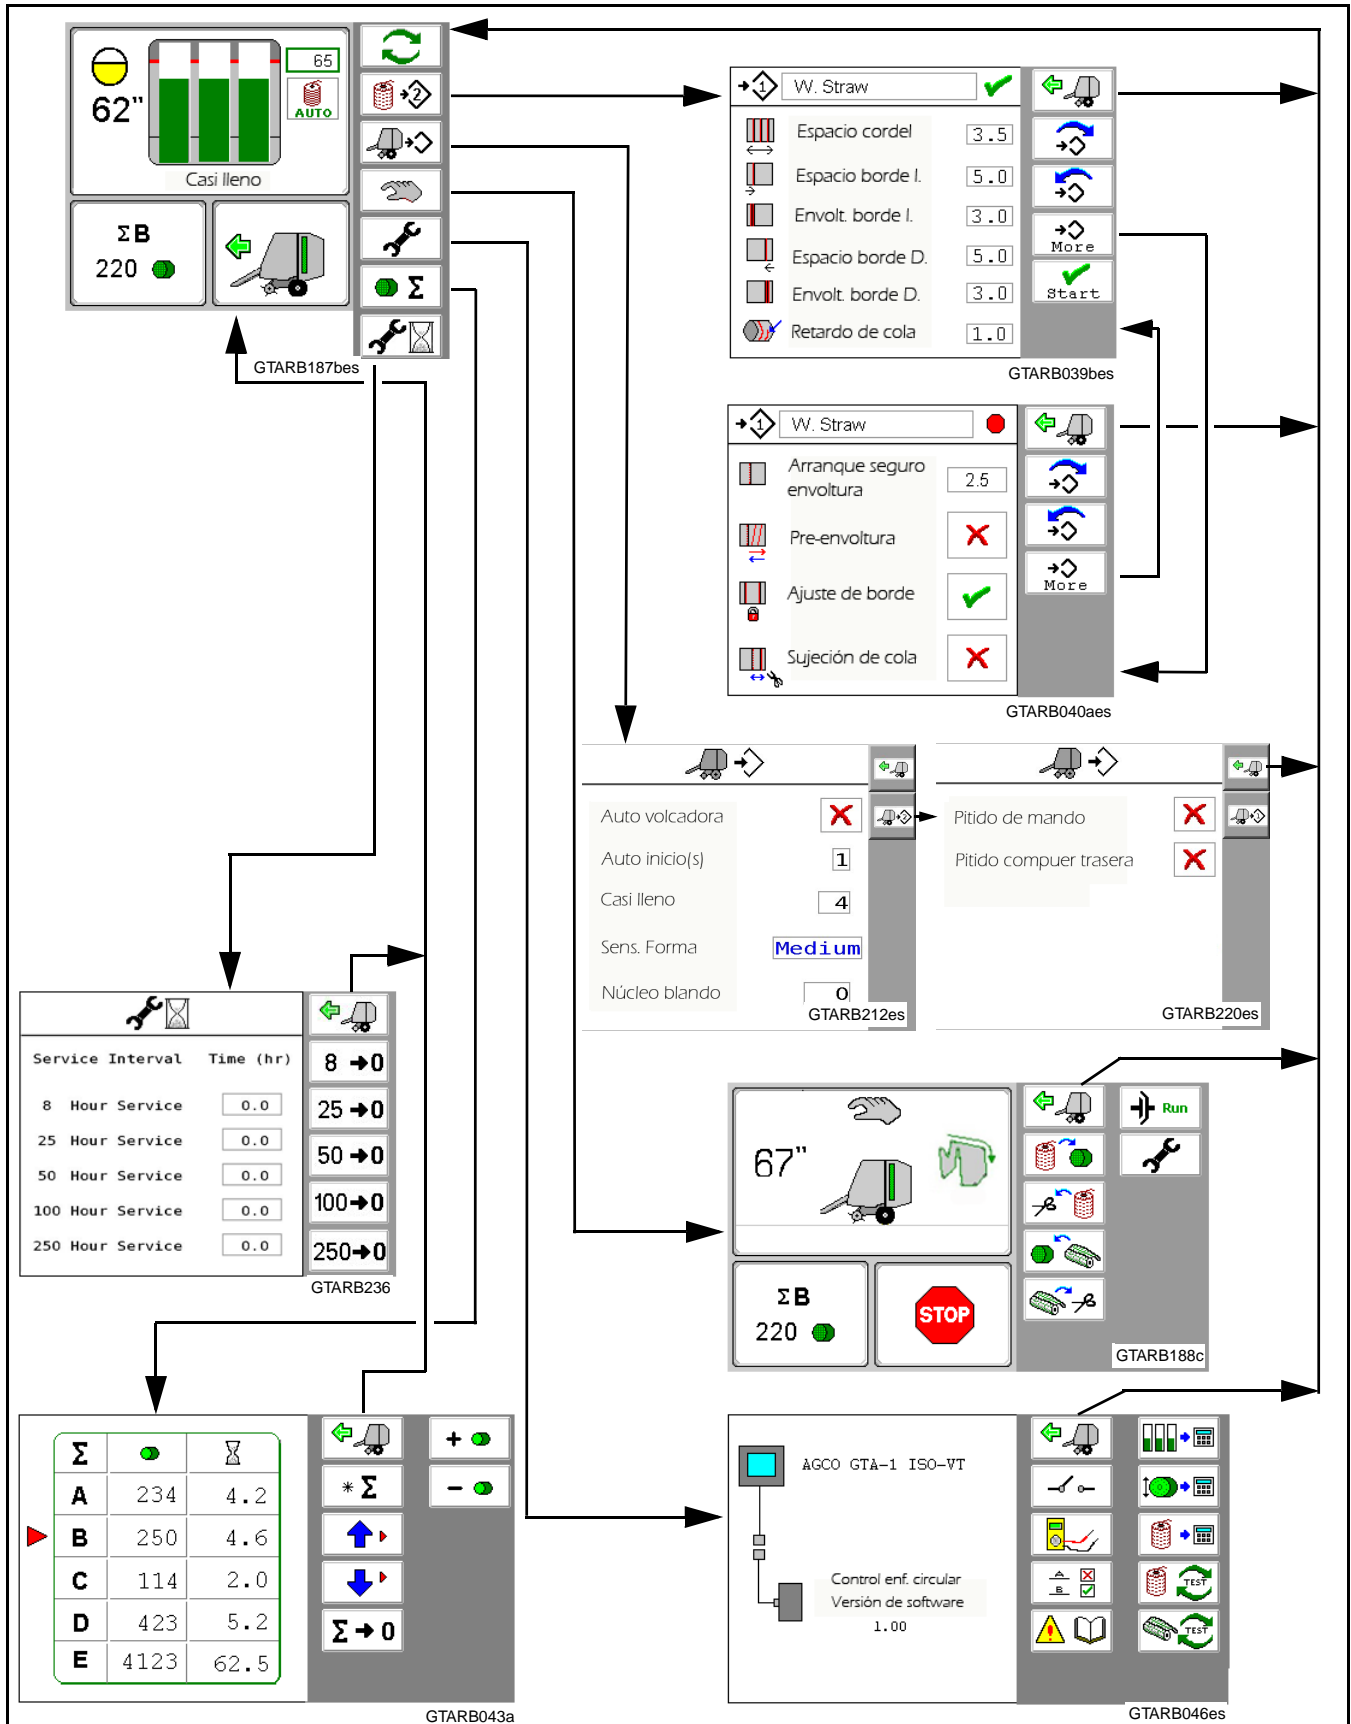 62"
65
AUTO
Casi lleno
ΣB
220
2
Σ
GTARB187bes
1
W. Straw
Espacio cordel
3.5
Espacio borde I.
5.0
Envolt. borde I.
3.0
Espacio borde D.
5.0
Envolt. borde D.
3.0
Retardo de cola
1.0
More
Start
GTARB039bes
1
W. Straw
Arranque seguro
envoltura
2.5
Pre-envoltura
Ajuste de borde
Sujeción de cola
More
GTARB040aes
Auto volcadora
Auto inicio(s)
1
Casi lleno
4
Sens. Forma
Medium
Núcleo blando
0
2
GTARB212es
Pitido de mando
Pitido compuer trasera
1
GTARB220es
Service Interval Time (hr)
8 Hour Service 0.0
25 Hour Service 0.0
50 Hour Service 0.0
100 Hour Service 0.0
250 Hour Service 0.0
8 →0
25 →0
50 →0
100→0
250→0
GTARB236
67"
ΣB
220
STOP
Run
GTARB188c
Σ
A 234 4.2
B 250 4.6
C 114 2.0
D 423 5.2
E 4123 62.5
* Σ
Σ → 0
+
−
GTARB043a
AGCO GTA-1 ISO-VT
Control enf. circular
Versión de software
1.00
A
B
TEST
TEST
GTARB046es